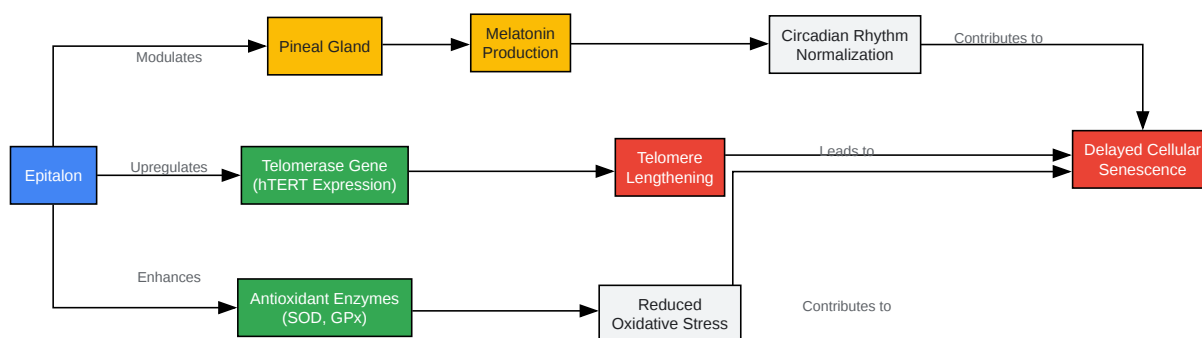 Pineal Gland
Melatonin
Production
Circadian Rhythm
Normalization
Contributes to
Modulates
Epitalon
Upregulates
Telomerase Gene
(hTERT Expression)
Telomere
Lengthening
Leads to
Delayed Cellular
Senescence
Enhances
Antioxidant Enzymes
(SOD, GPx)
Reduced
Oxidative Stress
Contributes to